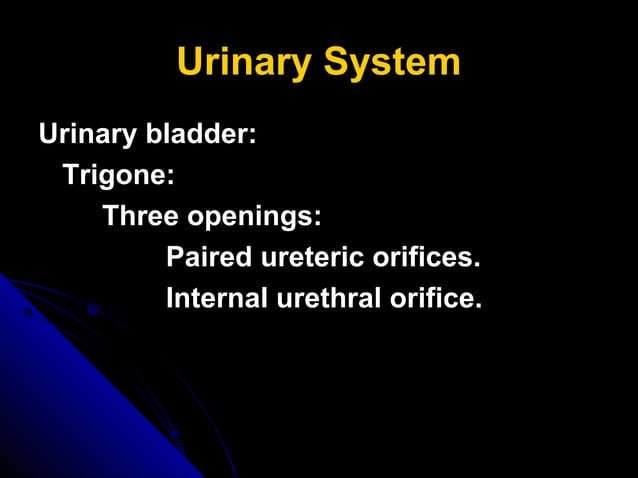 Urinary System
Urinary bladder:
Trigone:
Three openings:
Paired ureteric orifices.
Internal urethral orifice.